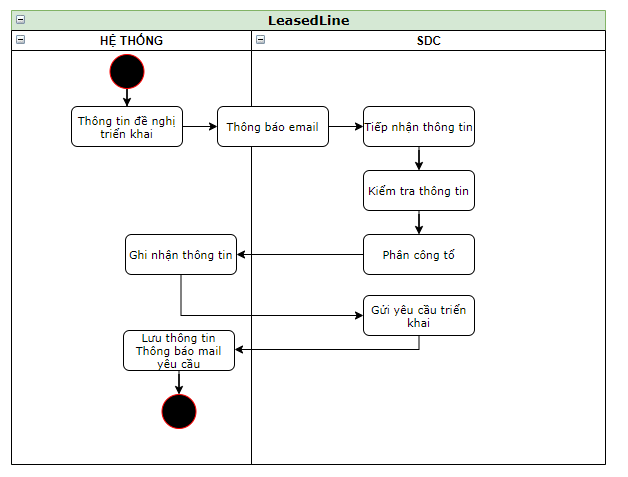 LeasedLine
HỆ THỐNG
SDC
Thông tin đề nghị
triển khai
Thông báo email
Tiếp nhận thông tin
Kiểm tra thông tin
Phân công tổ
Ghi nhận thông tin
Gửi yêu cầu triển
khai
Lưu thông tin
Thông báo mail
yêu cầu